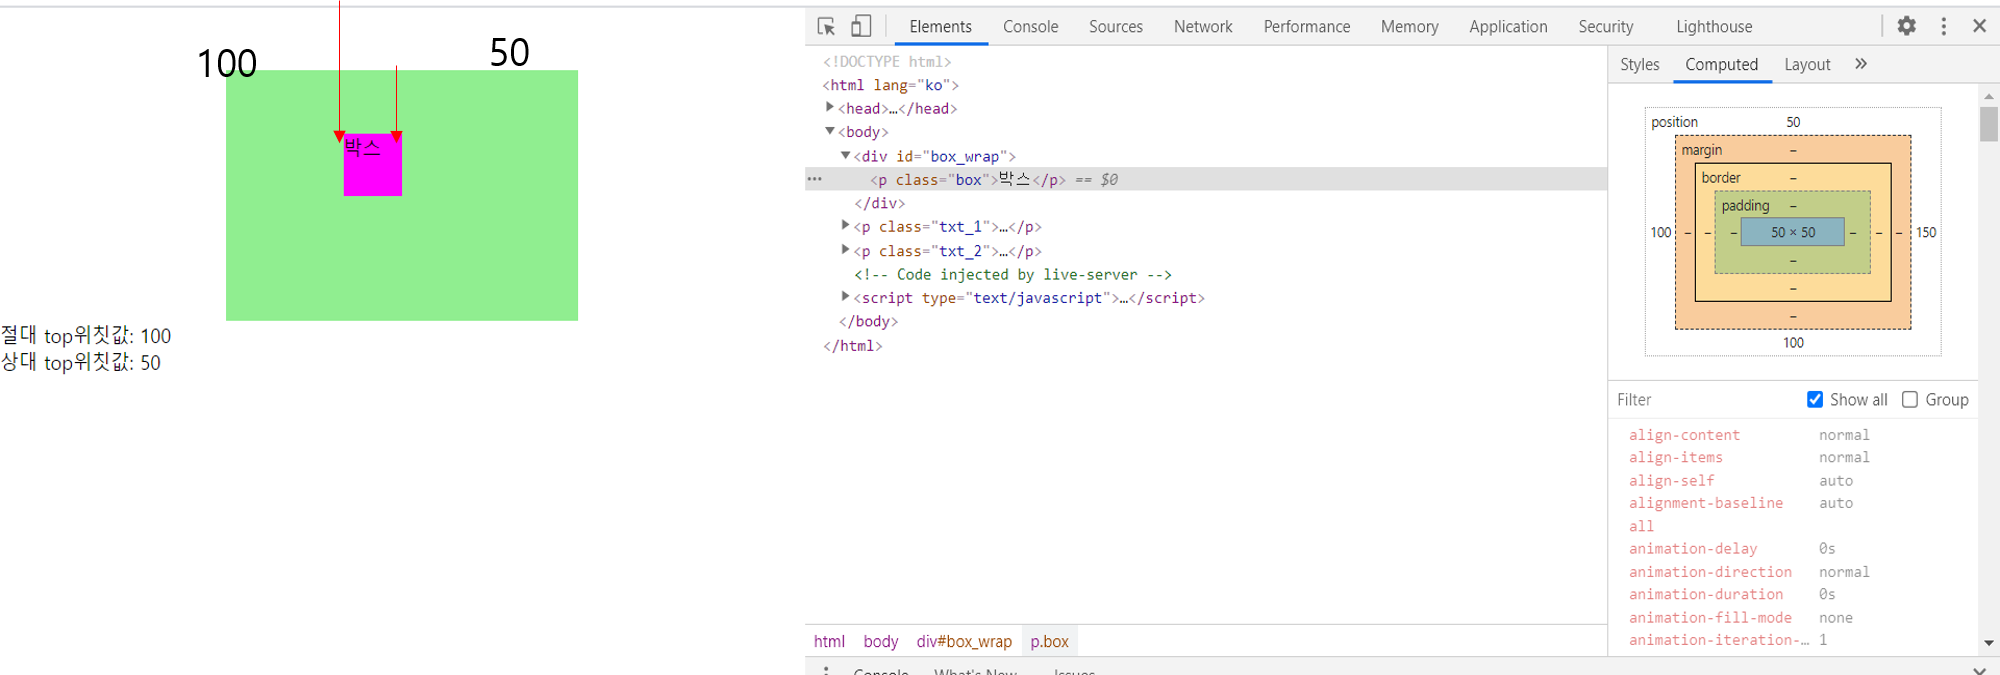 100
50
박스
절대 top위칫값: 100
상대 top위칫값: 50
Elements Console Sources Network Performance Memory Application Security Lighthouse
<!DOCTYPE html>
<html lang="ko">
<head>…</head>
<body>
<div id="box_wrap">
<p class="box">박스</p> == $0
</div>
<p class="txt_1">…</p>
<p class="txt_2">…</p>
<!-- Code injected by live-server -->
<script type="text/javascript">…</script>
</body>
</html>
html body div#box_wrap p.box
Styles Computed Layout
position 50
margin –
border –
padding –
100 – – – 50 × 50 – – – 150
–
–
–
100
Filter Show all Group
align-content normal
align-items normal
align-self auto
alignment-baseline auto
all
animation-delay 0s
animation-direction normal
animation-duration 0s
animation-fill-mode none
animation-iteration-… 1
Console What's New Issues